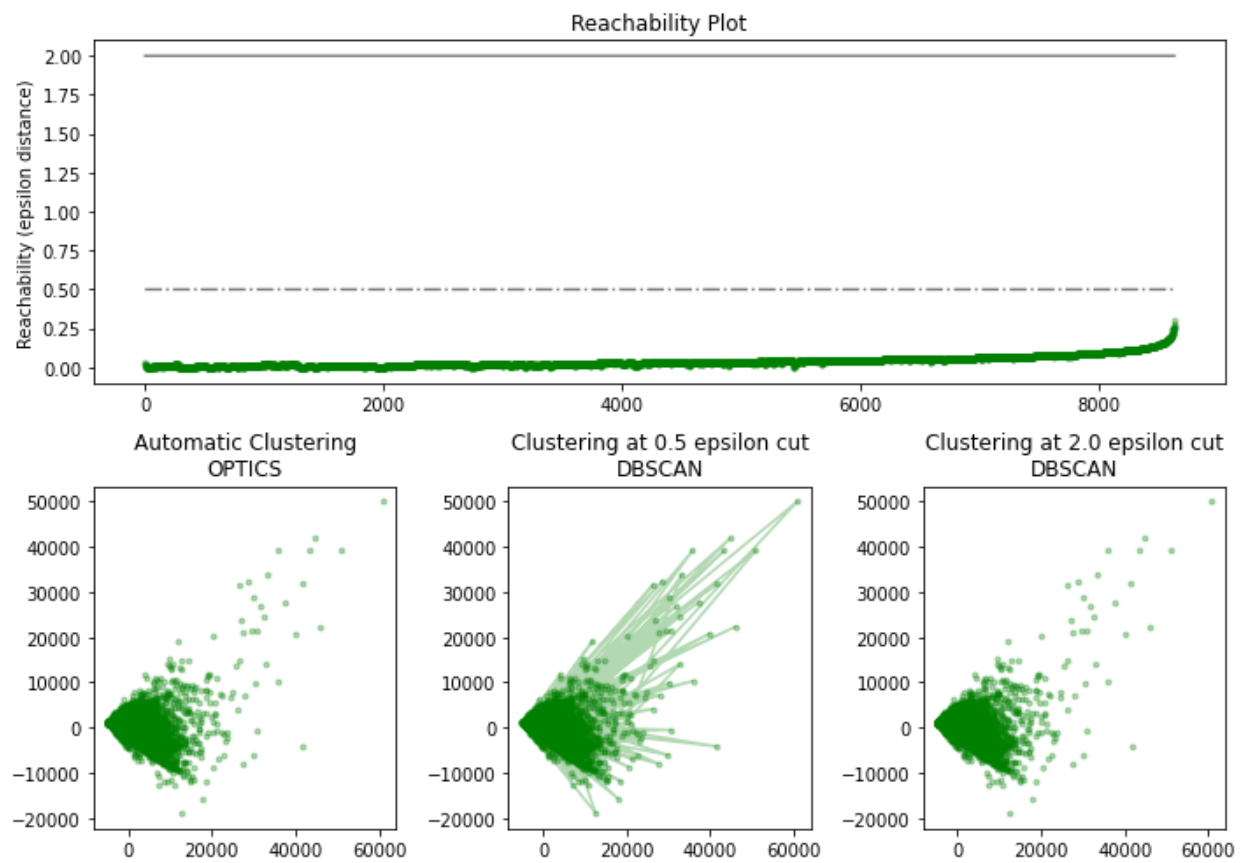 Reachability Plot
Reachability (epsilon distance)
2.00
1.75
1.50
1.25
1.00
0.75
0.50
0.25
0.00
0 2000 4000 6000 8000
Automatic Clustering
OPTICS
50000
40000
30000
20000
10000
0
−10000
−20000
0 20000 40000 60000
Clustering at 0.5 epsilon cut
DBSCAN
50000
40000
30000
20000
10000
0
−10000
−20000
0 20000 40000 60000
Clustering at 2.0 epsilon cut
DBSCAN
50000
40000
30000
20000
10000
0
−10000
−20000
0 20000 40000 60000